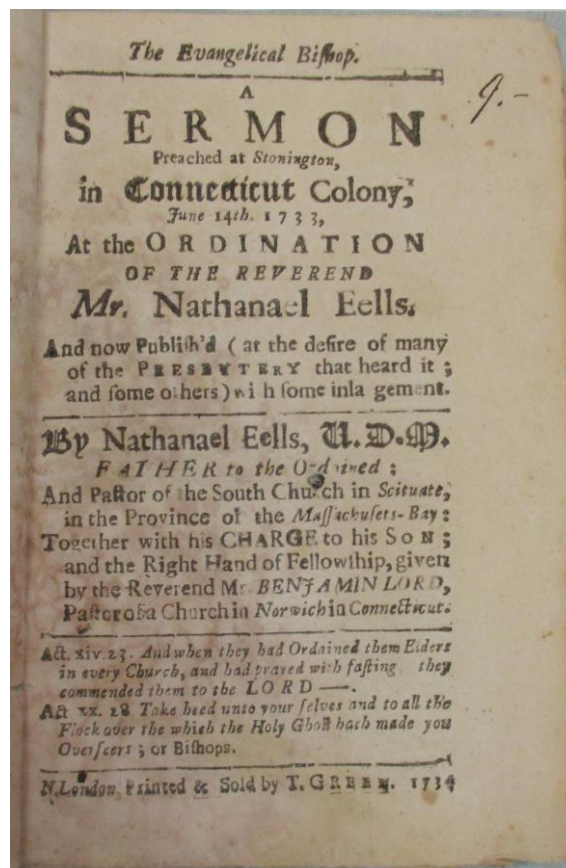 The Evangelical Bishop.
A
SERMON
9.-
Preached at Stonington,
in Connecticut Colony,
June 14th. 1733,
At the ORDINATION
OF THE REVEREND
Mr. Nathanael Eells.
And now Publish'd ( at the desire of many
of the PRESBYTERY that heard it ;
and some others) wi h some inla gement.
By Nathanael Eells, V.D.M.
FATHER to the Ordained ;
And Pastor of the South Church in Scituate,
in the Province of the Massachusets-Bay :
Together with his CHARGE to his SON ;
and the Right Hand of Fellowship, given
by the Reverend Mr BENJAMIN LORD,
Pastor of a Church in Norwich in Connecticut.
Act. xiv. 23. And when they had Ordained them Elders
in every Church, and had prayed with fasting they
commended them to the LORD —.
Act xx. 28 Take heed unto your selves and to all the
Flock over the which the Holy Ghost hath made you
Overseers ; or Bishops.
N. London. Printed & Sold by T. GREEN. 1734